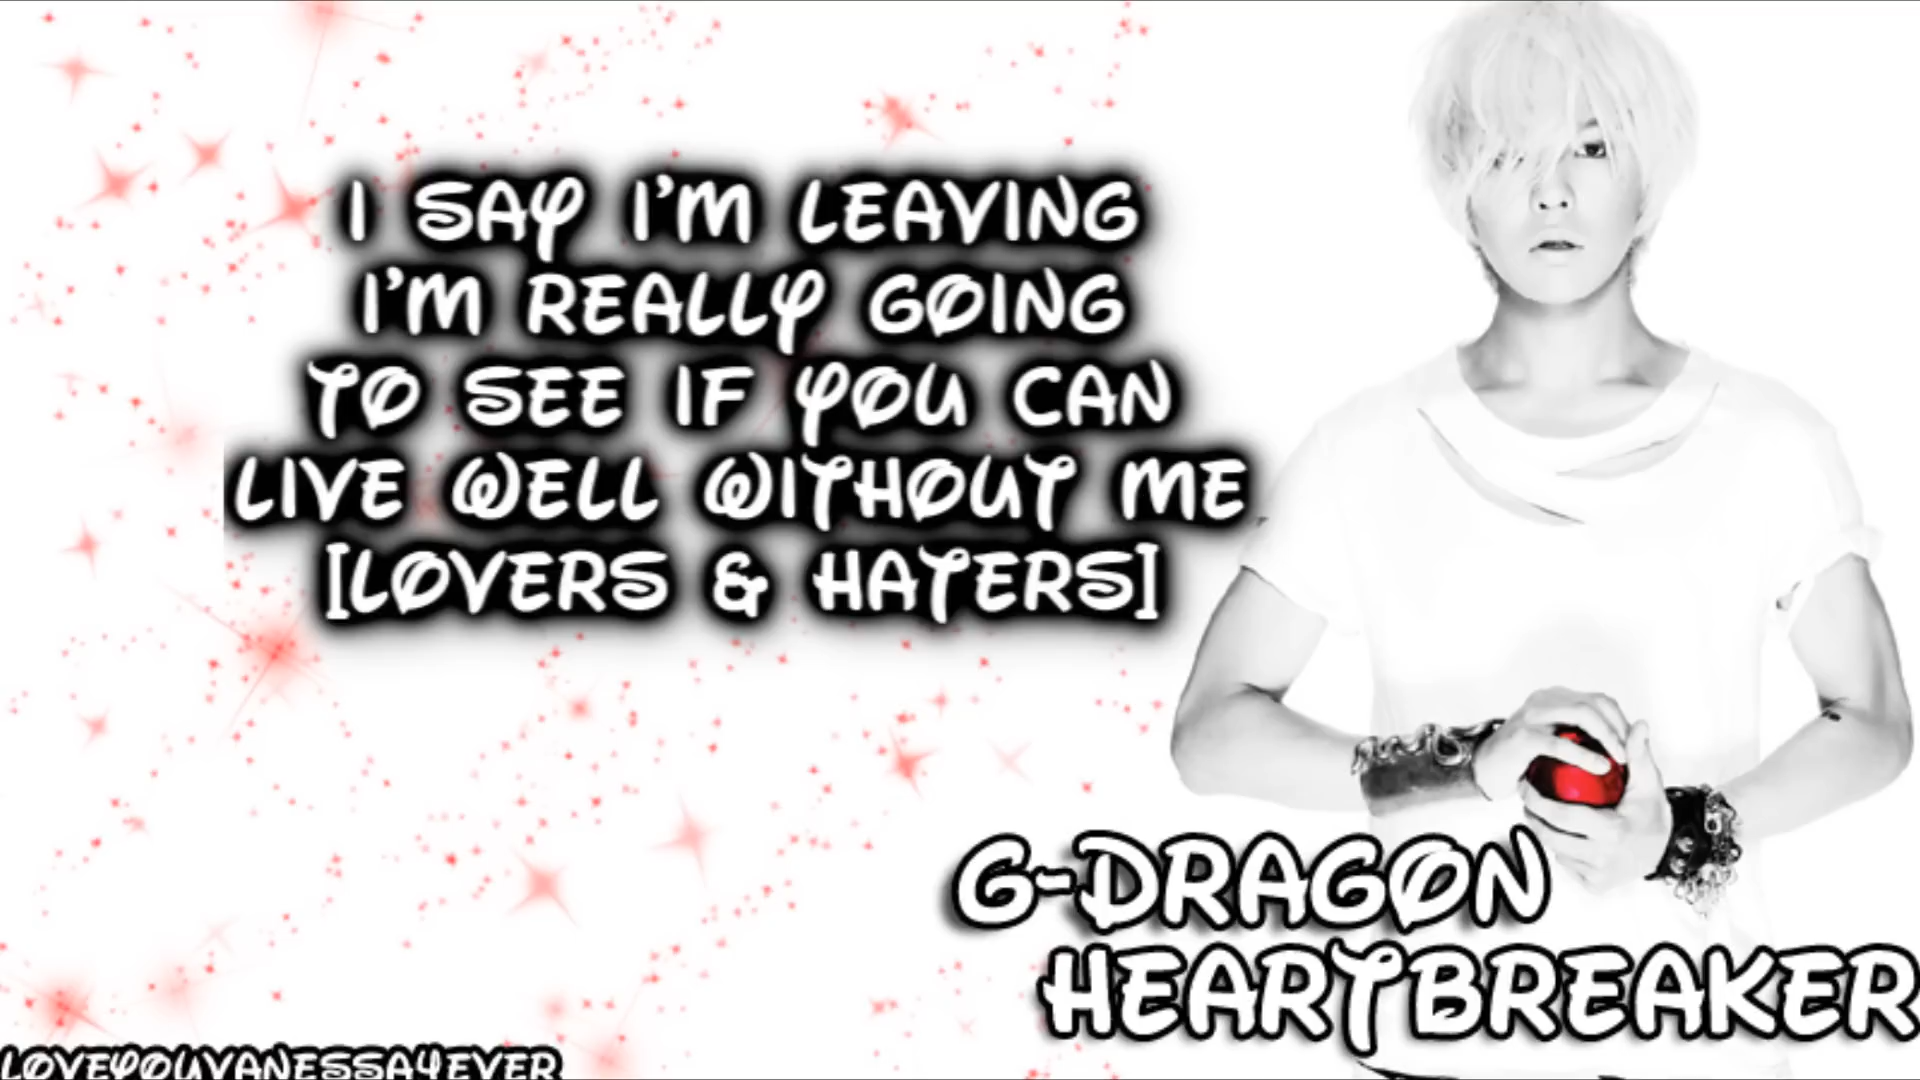 I SAY I'M LEAVING
I'M REALLY GOING
TO SEE IF YOU CAN
LIVE WELL WITHOUT ME
[LOVERS & HATERS]
G-DRAGON
HEARTBREAKER
LOVEYOUVANESSA4EVER